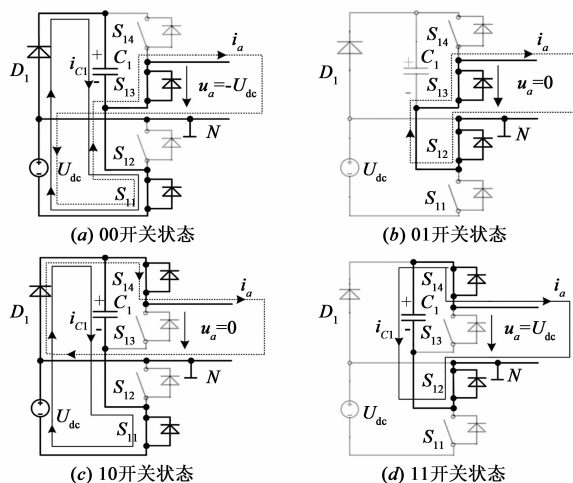 S14
ia
D1
iC1
+
C1
-
S13
ua=-Udc
N
S12
Udc
S11
(a) 00开关状态
S14
ia
D1
+
C1
-
S13
ua=0
N
S12
Udc
S11
(b) 01开关状态
S14
ia
D1
+
C1
iC1
-
S13
ua=0
N
S12
Udc
S11
(c) 10开关状态
S14
ia
D1
+
C1
iC1
-
S13
ua=Udc
N
S12
Udc
S11
(d) 11开关状态